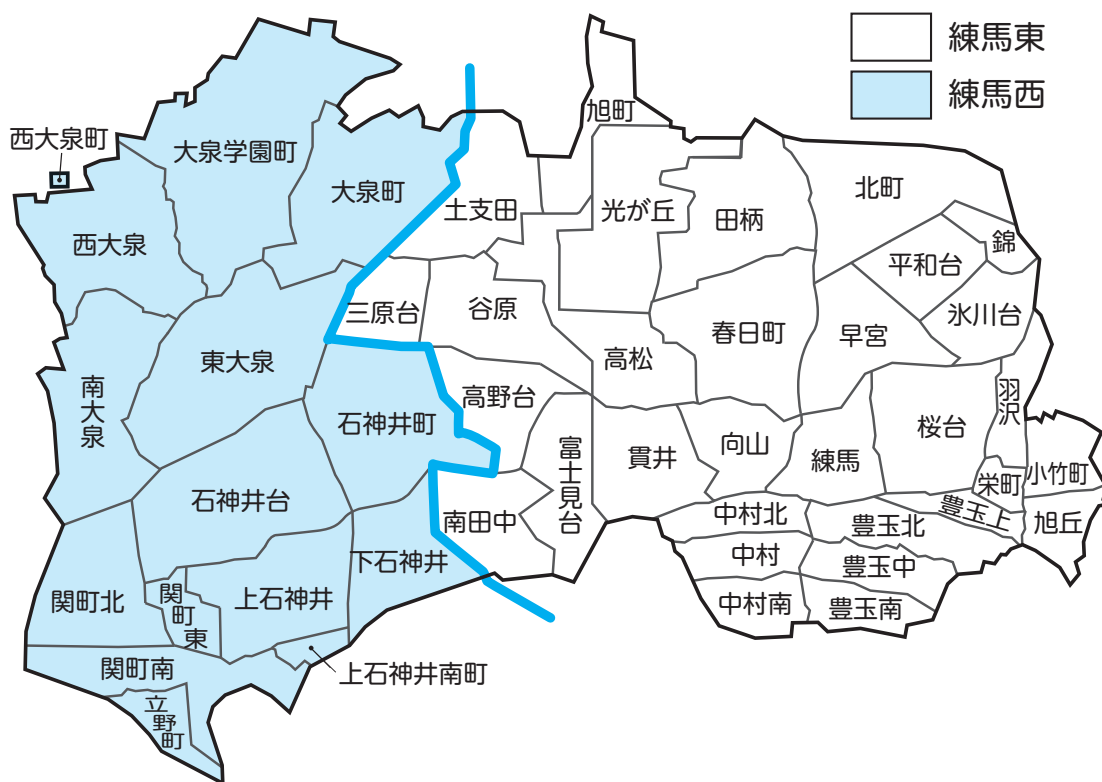 練馬東
練馬西
旭町
西大泉町
大泉学園町
大泉町
土支田
光が丘
田柄
北町
錦
西大泉
平和台
三原台
谷原
氷川台
春日町
早宮
東大泉
高松
南大泉
高野台
羽沢
石神井町
桜台
富士見台
貫井
向山
練馬
小竹町
栄町
石神井台
南田中
中村北
豊玉北
豊玉上
旭丘
下石神井
中村
豊玉中
関町北
関町東
上石神井
中村南
豊玉南
関町南
上石神井南町
立野町